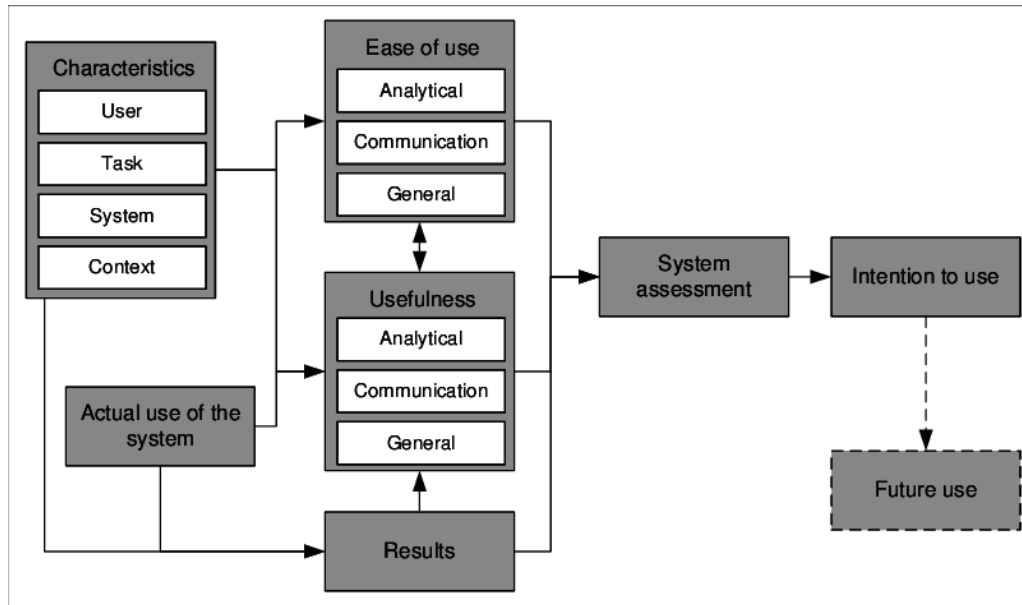 Characteristics
User
Task
System
Context
Actual use of the
system
Ease of use
Analytical
Communication
General
Usefulness
Analytical
Communication
General
Results
System
assessment
Intention to use
Future use